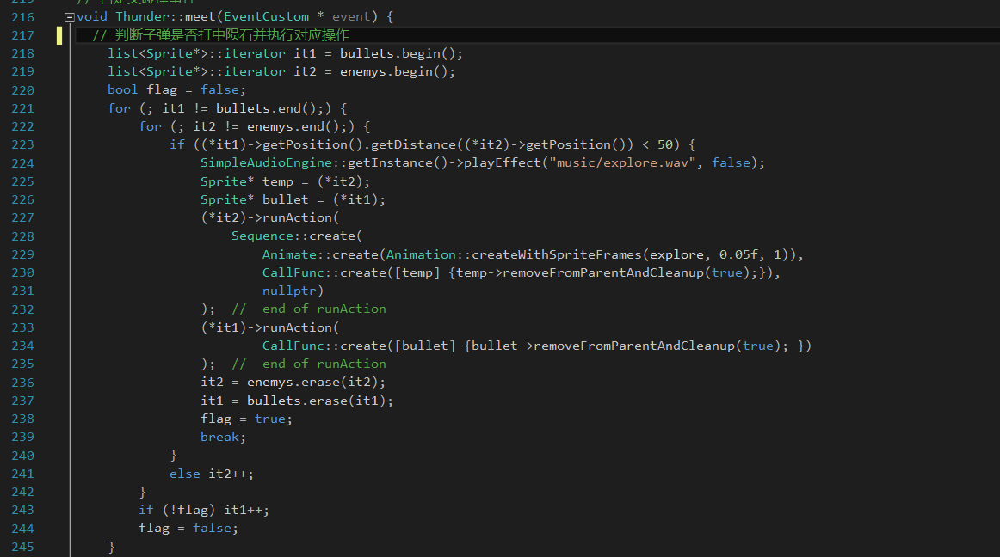 215
216 void Thunder::meet(EventCustom * event) {
217 // 判断子弹是否打中陨石并执行对应操作
218 list<Sprite*>::iterator it1 = bullets.begin();
219 list<Sprite*>::iterator it2 = enemys.begin();
220 bool flag = false;
221 for (; it1 != bullets.end();) {
222 for (; it2 != enemys.end();) {
223 if ((*it1)->getPosition().getDistance((*it2)->getPosition()) < 50) {
224 SimpleAudioEngine::getInstance()->playEffect("music/explore.wav", false);
225 Sprite* temp = (*it2);
226 Sprite* bullet = (*it1);
227 (*it2)->runAction(
228 Sequence::create(
229 Animate::create(Animation::createWithSpriteFrames(explore, 0.05f, 1)),
230 CallFunc::create([temp] {temp->removeFromParentAndCleanup(true);}),
231 nullptr)
232 ); // end of runAction
233 (*it1)->runAction(
234 CallFunc::create([bullet] {bullet->removeFromParentAndCleanup(true); })
235 ); // end of runAction
236 it2 = enemys.erase(it2);
237 it1 = bullets.erase(it1);
238 flag = true;
239 break;
240 }
241 else it2++;
242 }
243 if (!flag) it1++;
244 flag = false;
245 }